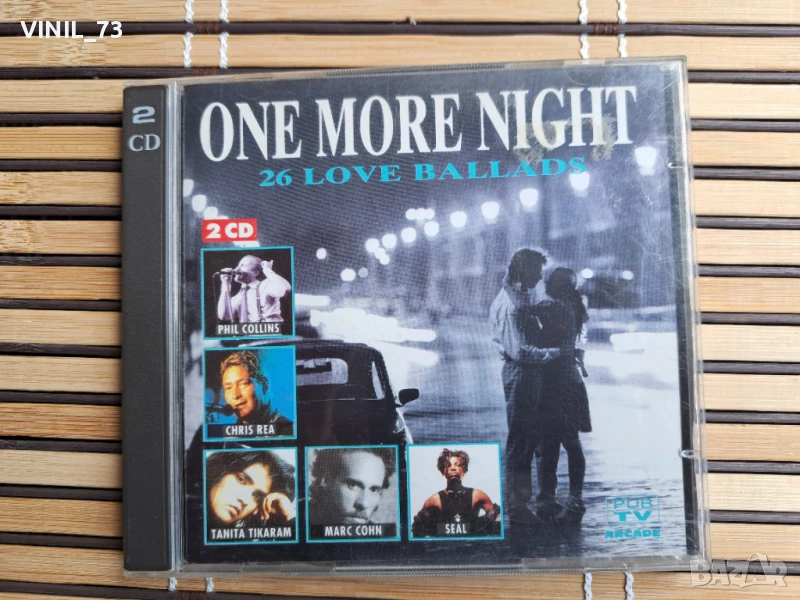 VINIL_73
2
CD
ONE MORE NIGHT
26 LOVE BALLADS
2 CD
PHIL COLLINS
CHRIS REA
TANITA TIKARAM
MARC COHN
SEAL
PUB
TV
ARCADE
BAZAR